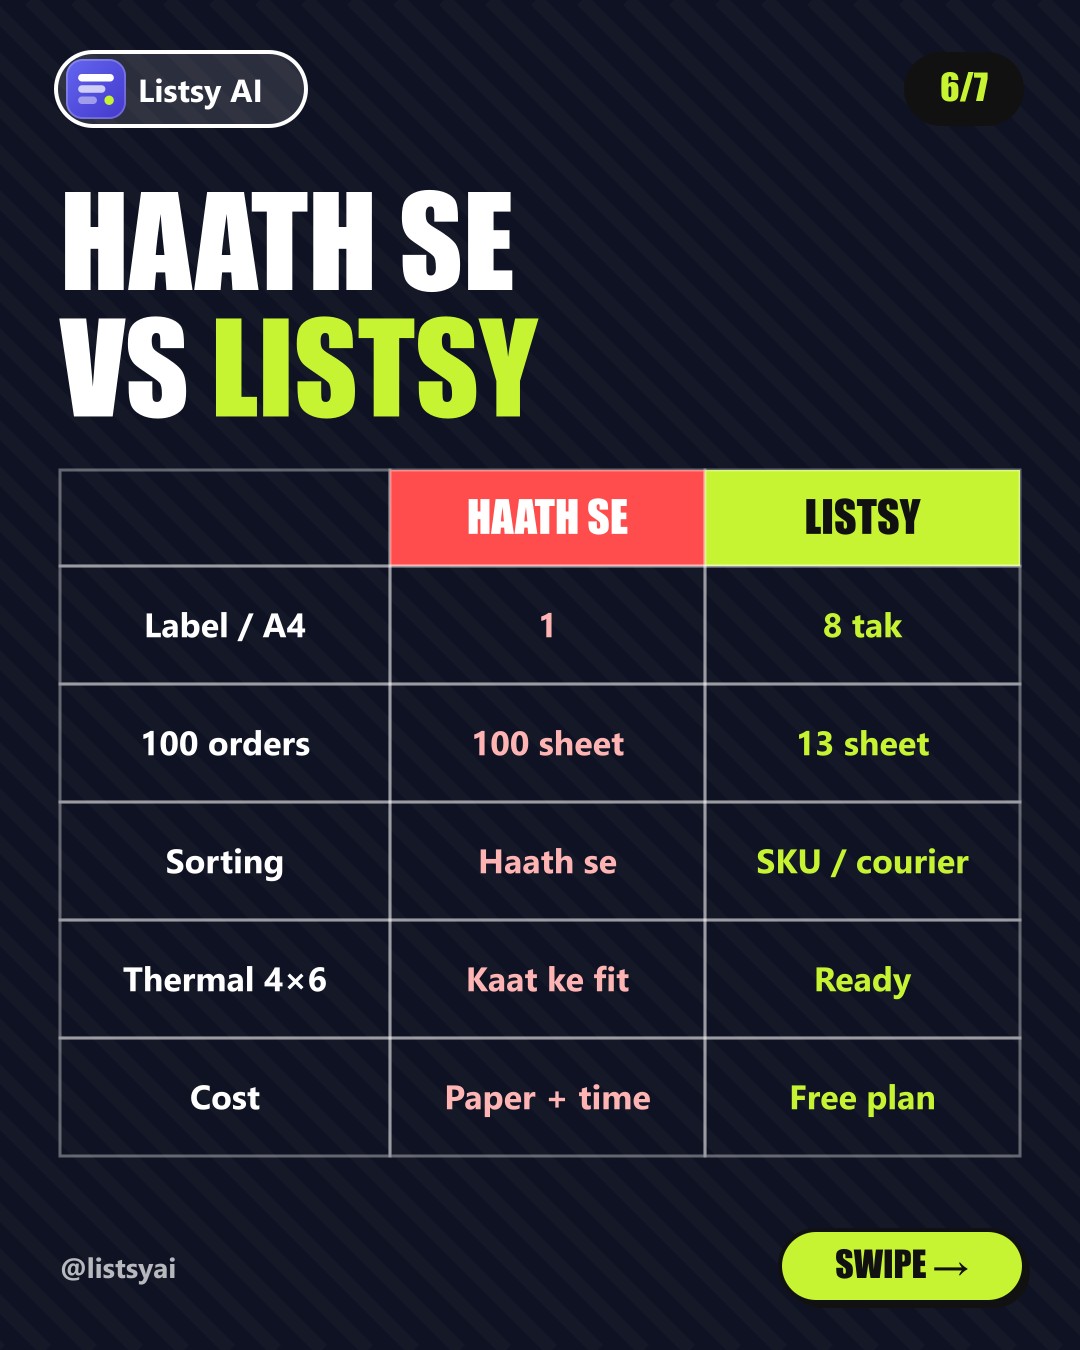 Listsy AI
6/7
HAATH SE
VS LISTSY
HAATH SE LISTSY
Label / A4 1 8 tak
100 orders 100 sheet 13 sheet
Sorting Haath se SKU / courier
Thermal 4×6 Kaat ke fit Ready
Cost Paper + time Free plan
@listsyai
SWIPE →